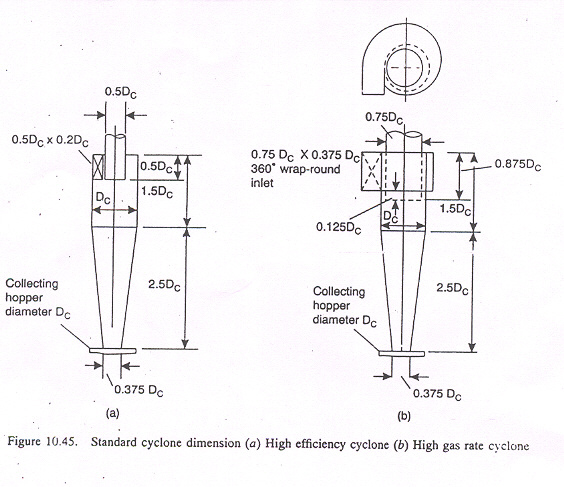 0.5DC
0.5DC x 0.2DC
0.5DC
1.5DC
DC
2.5DC
Collecting
hopper
diameter DC
0.375 DC
(a)
0.75DC
0.75 DC X 0.375 DC
360° wrap-round
inlet
0.875DC
1.5DC
DC
0.125DC
2.5DC
Collecting
hopper
diameter DC
0.375 DC
(b)
Figure 10.45. Standard cyclone dimension (a) High efficiency cyclone (b) High gas rate cyclone